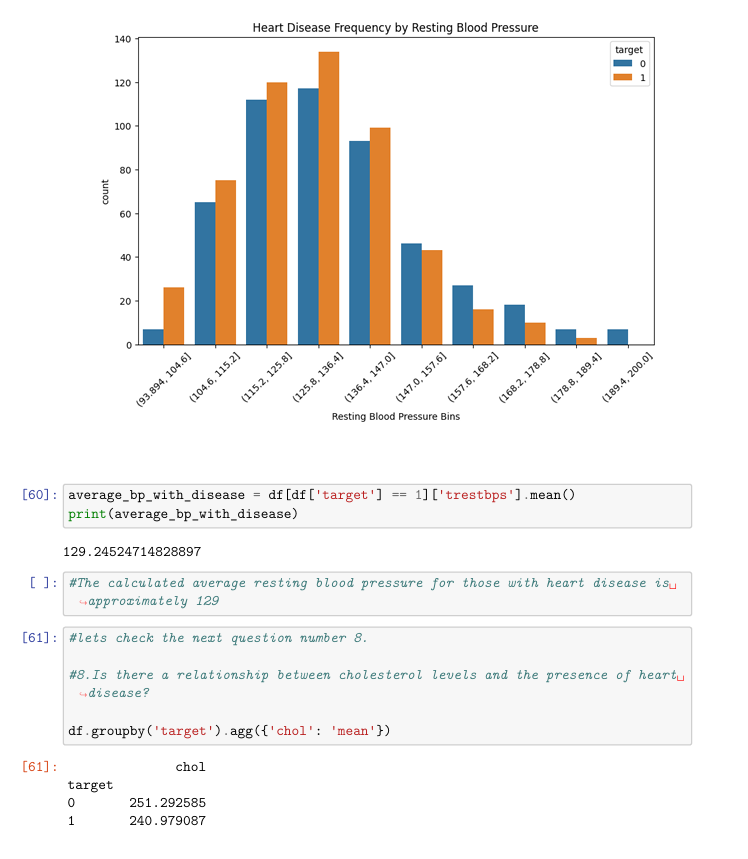 Heart Disease Frequency by Resting Blood Pressure
target
0
1
140
120
100
80
60
40
20
0
count
(93.894, 104.6]
(104.6, 115.2]
(115.2, 125.8]
(125.8, 136.4]
(136.4, 147.0]
(147.0, 157.6]
(157.6, 168.2]
(168.2, 178.8]
(178.8, 189.4]
(189.4, 200.0]
Resting Blood Pressure Bins
[60]: average_bp_with_disease = df[df['target'] == 1]['trestbps'].mean()
print(average_bp_with_disease)
129.24524714828897
[ ]: #The calculated average resting blood pressure for those with heart disease is␣
↪approximately 129
[61]: #lets check the next question number 8.
#8.Is there a relationship between cholesterol levels and the presence of heart␣
↪disease?
df.groupby('target').agg({'chol': 'mean'})
[61]: chol
target
0 251.292585
1 240.979087